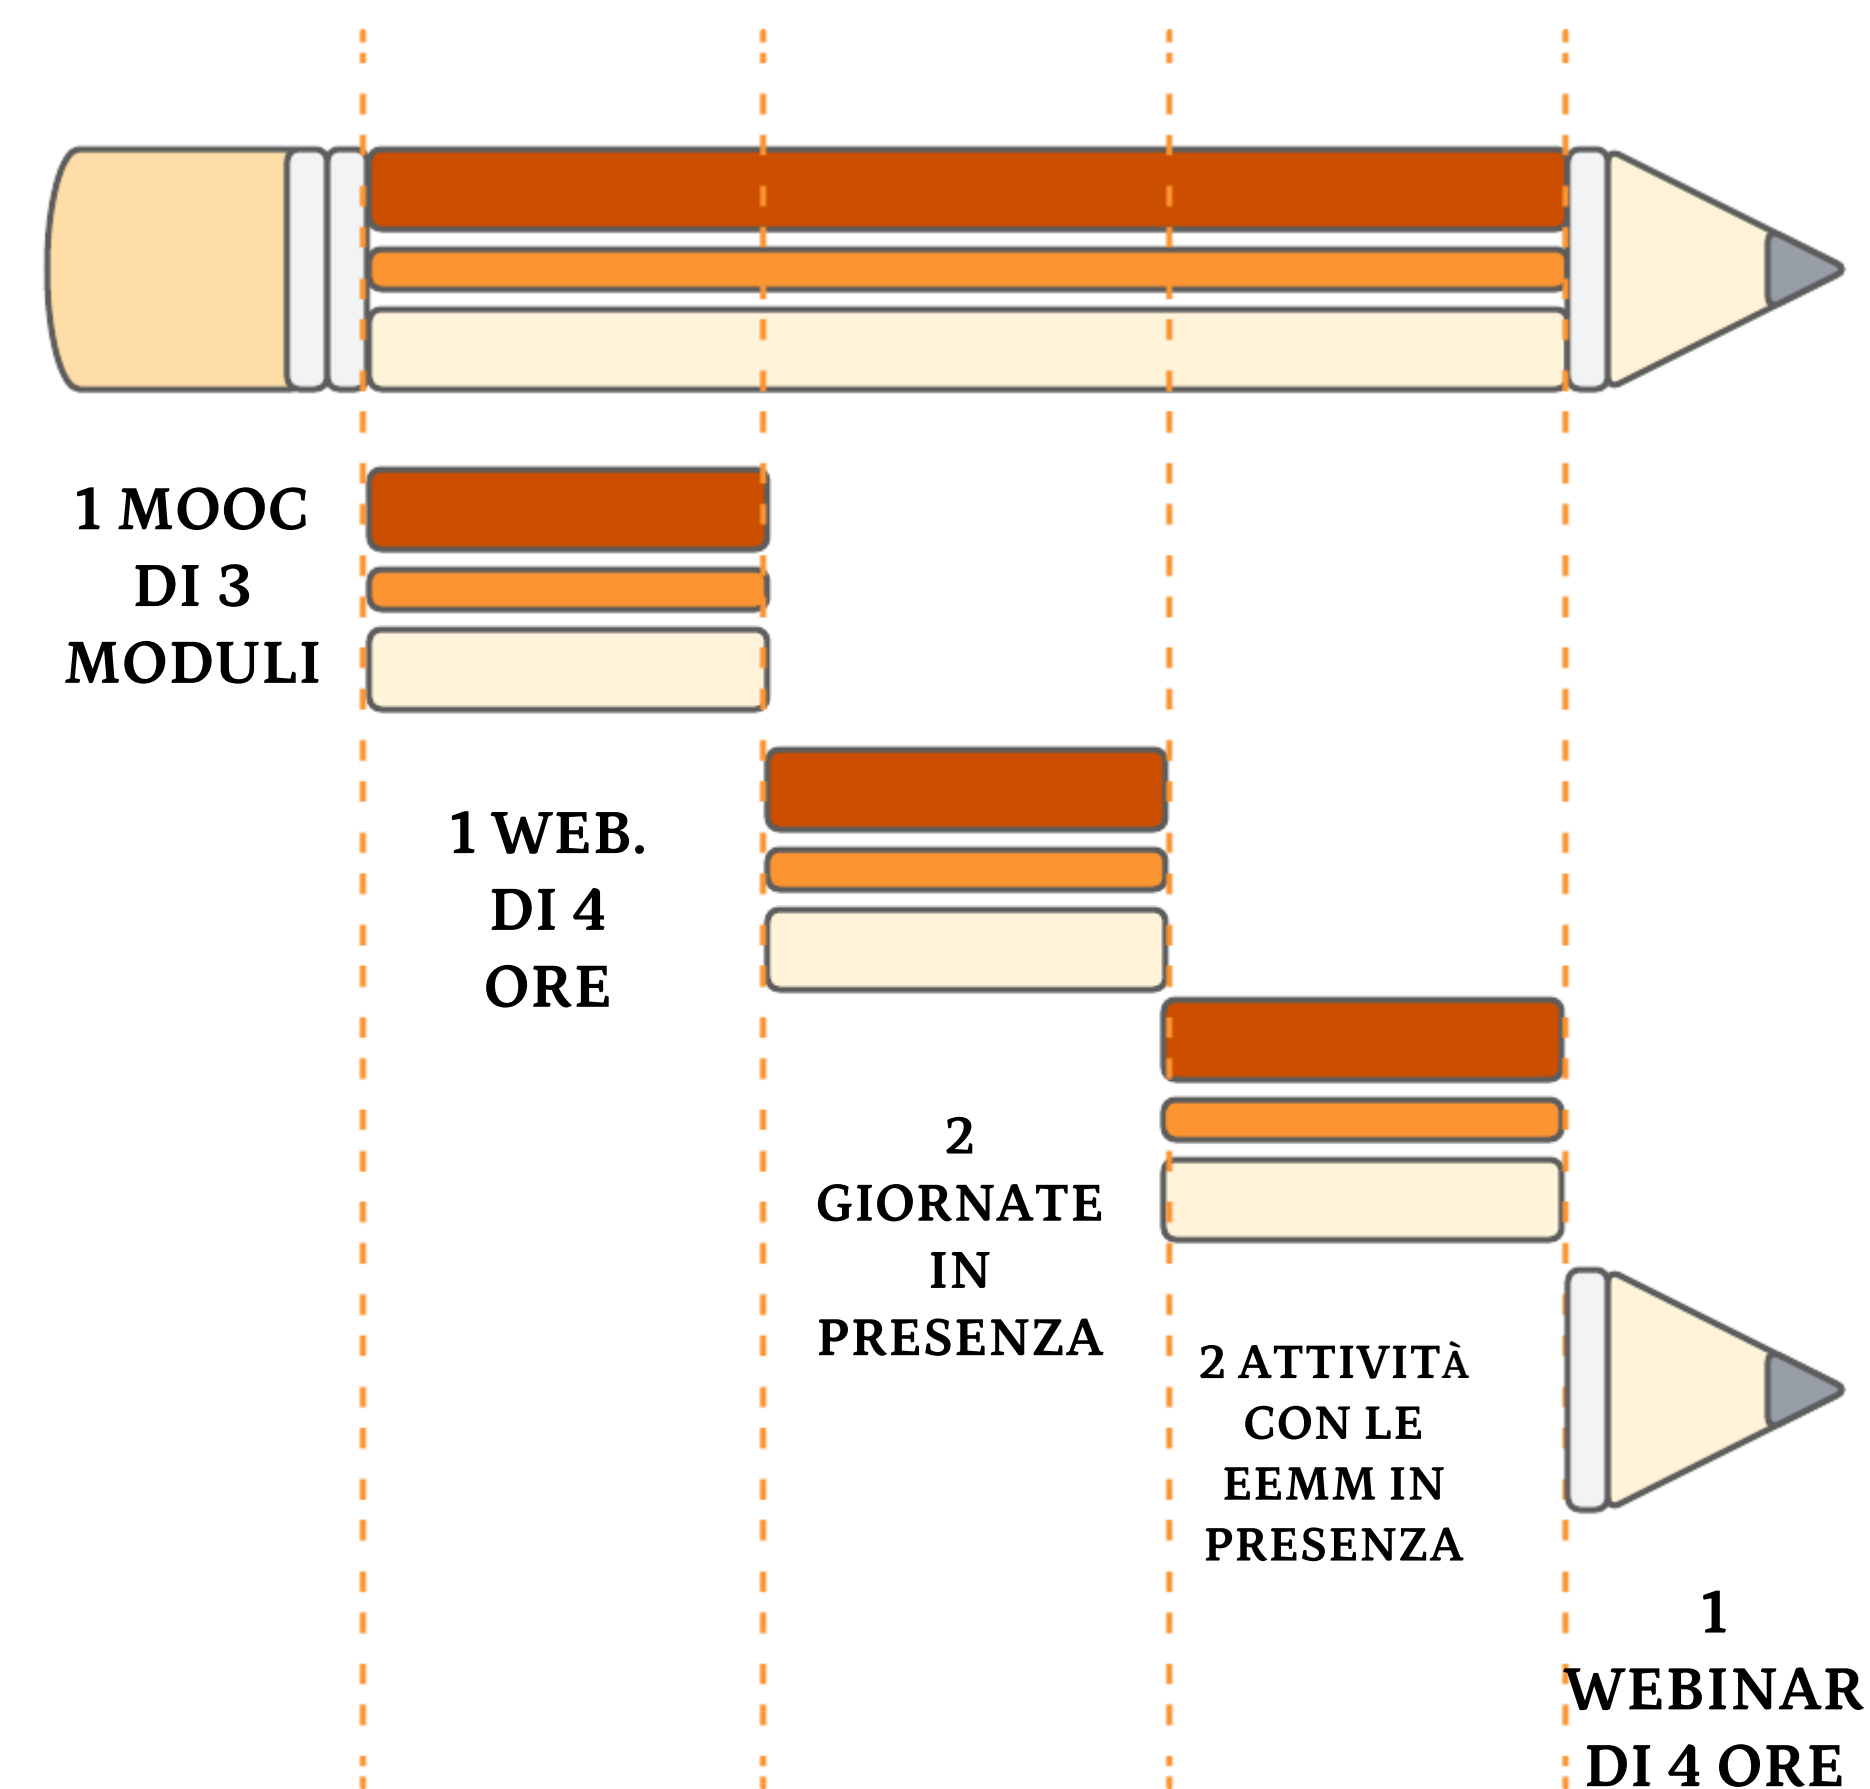 1 MOOC
DI 3
MODULI
1 WEB.
DI 4
ORE
2
GIORNATE
IN
PRESENZA
2 ATTIVITÀ
CON LE
EEMM IN
PRESENZA
1
WEBINAR
DI 4 ORE